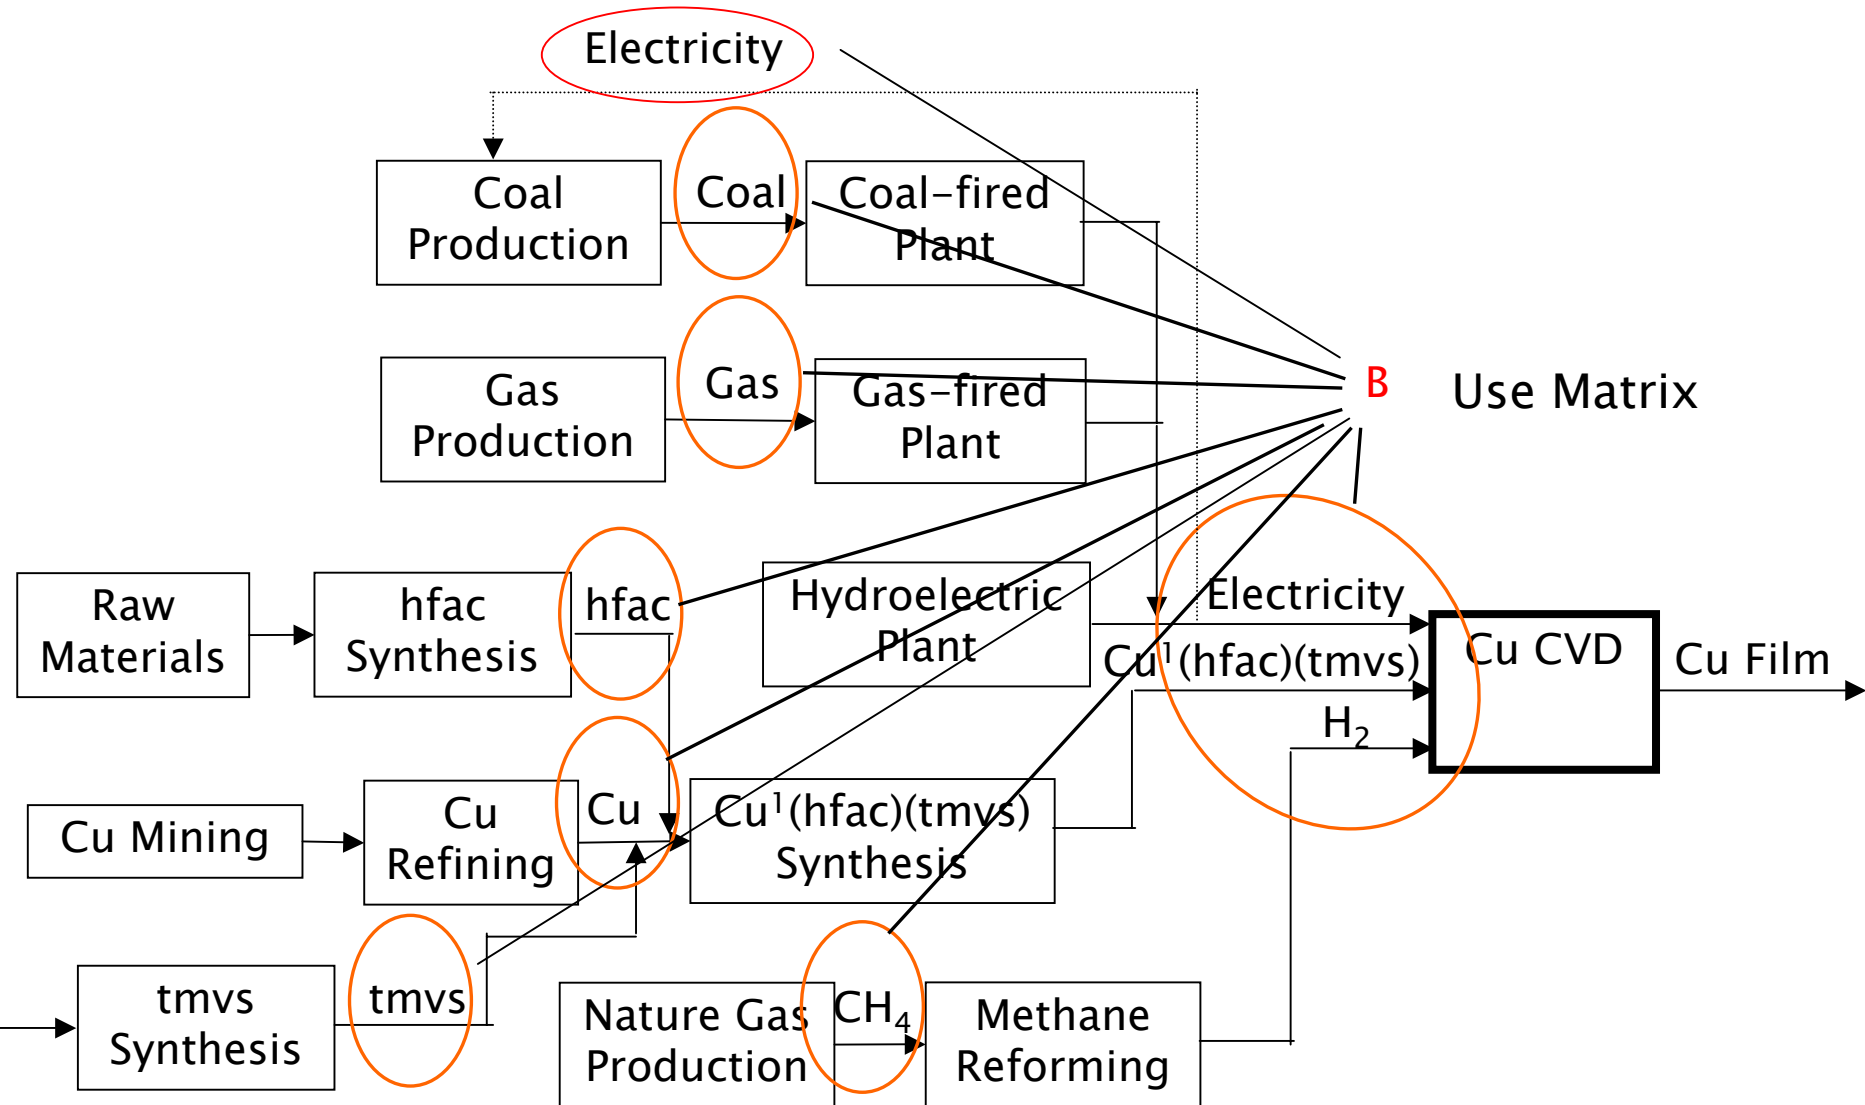 Electricity
Coal
Production
Coal
Coal-fired
Plant
Gas
Production
Gas
Gas-fired
Plant
B
Use Matrix
Raw
Materials
hfac
Synthesis
hfac
Hydroelectric
Plant
Electricity
Cu¹(hfac)(tmvs)
H₂
Cu CVD
Cu Film
Cu Mining
Cu
Refining
Cu
Cu¹(hfac)(tmvs)
Synthesis
tmvs
Synthesis
tmvs
Nature Gas
Production
CH₄
Methane
Reforming